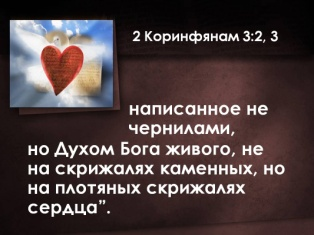 2 Коринфянам 3:2, 3
написанное не
чернилами,
но Духом Бога живого, не
на скрижалях каменных, но
на плотяных скрижалях
сердца”.